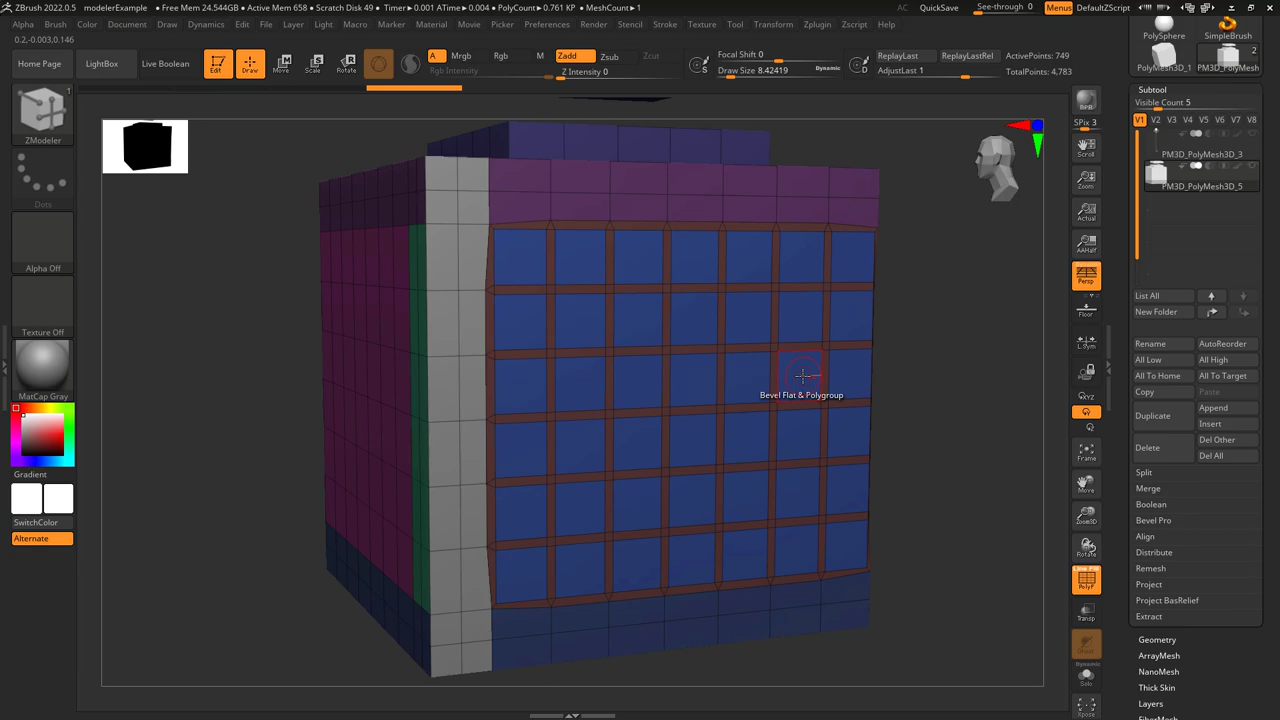 ZBrush 2022.0.5 modelerExample • Free Mem 24.544GB • Active Mem 658 • Scratch Disk 49 • Timer▸0.001 ATime▸0.004 • PolyCount▸0.761 KP • MeshCount▸1 AC QuickSave See-through 0 Menus DefaultZScript
Alpha Brush Color Document Draw Dynamics Edit File Layer Light Macro Marker Material Movie Picker Preferences Render Stencil Stroke Texture Tool Transform Zplugin Zscript Help
0.2,-0.003,0.146
Home Page LightBox Live Boolean Edit Draw Move Scale Rotate
A Mrgb Rgb M Zadd Zsub Zcut
Rgb Intensity Z Intensity 0
S Focal Shift 0
Draw Size 8.42419 Dynamic
D ReplayLast ReplayLastRel
AdjustLast 1
ActivePoints: 749
TotalPoints: 4,783
1
ZModeler
Dots
Alpha Off
Texture Off
MatCap Gray
Gradient
SwitchColor
Alternate
Bevel Flat & Polygroup
BPR
SPix 3
Scroll
Zoom
Actual
AAHalf
Persp
Floor
L.Sym
XYZ
Y
Z
Frame
Move
Zoom3D
Rotate
Line Fill
PolyF
Transp
Ghost
Dynamic
Solo
Xpose
PolySphere SimpleBrush
2
PolyMesh3D_1 PM3D_PolyMesh
Subtool
Visible Count 5
V1 V2 V3 V4 V5 V6 V7 V8
PM3D_PolyMesh3D_3
PM3D_PolyMesh3D_5
List All
New Folder
Rename AutoReorder
All Low All High
All To Home All To Target
Copy Paste
Duplicate Append
Insert
Delete Del Other
Del All
Split
Merge
Boolean
Bevel Pro
Align
Distribute
Remesh
Project
Project BasRelief
Extract
Geometry
ArrayMesh
NanoMesh
Thick Skin
Layers
FiberMesh